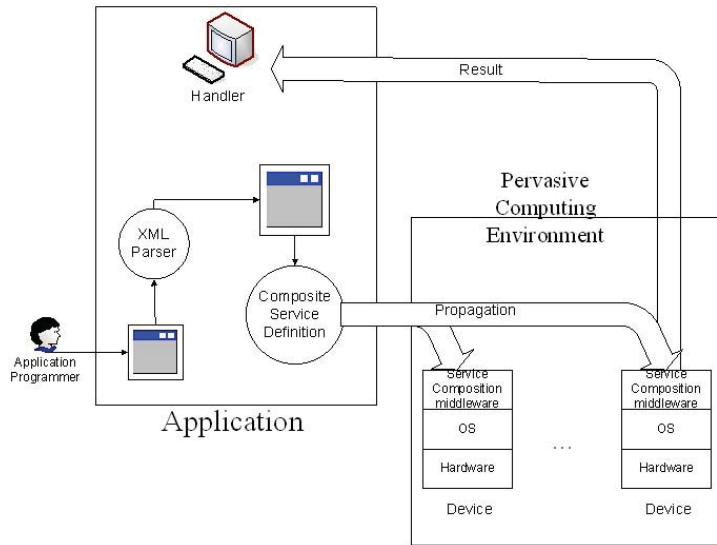 Handler
Result
Pervasive
Computing
Environment
XML
Parser
Composite
Service
Definition
Propagation
Application
Programmer
Application
Service
Composition
middleware
OS
Hardware
Device
...
Service
Composition
middleware
OS
Hardware
Device